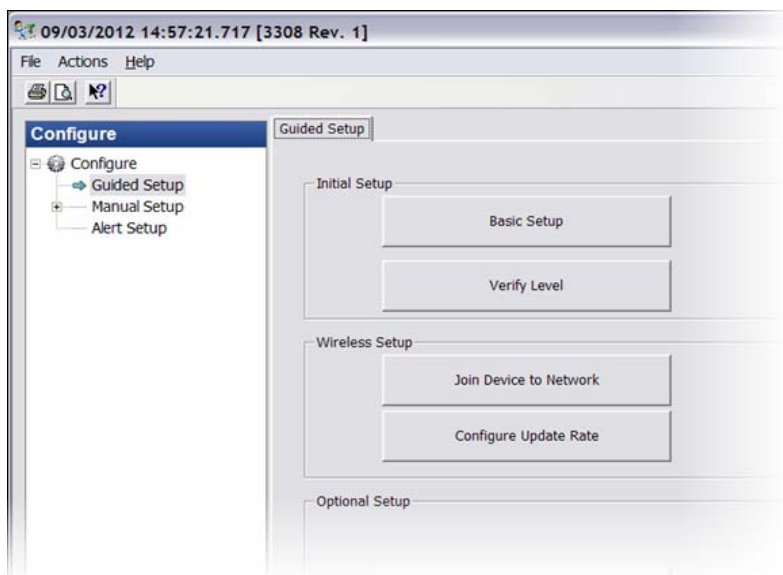 09/03/2012 14:57:21.717 [3308 Rev. 1]
File Actions Help
Configure
Configure
Guided Setup
Manual Setup
Alert Setup
Guided Setup
Initial Setup
Basic Setup
Verify Level
Wireless Setup
Join Device to Network
Configure Update Rate
Optional Setup